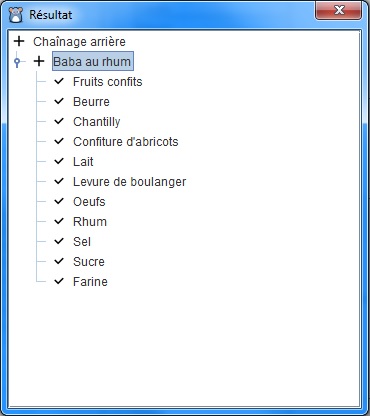 Résultat
Chaînage arrière
Baba au rhum
Fruits confits
Beurre
Chantilly
Confiture d'abricots
Lait
Levure de boulanger
Oeufs
Rhum
Sel
Sucre
Farine